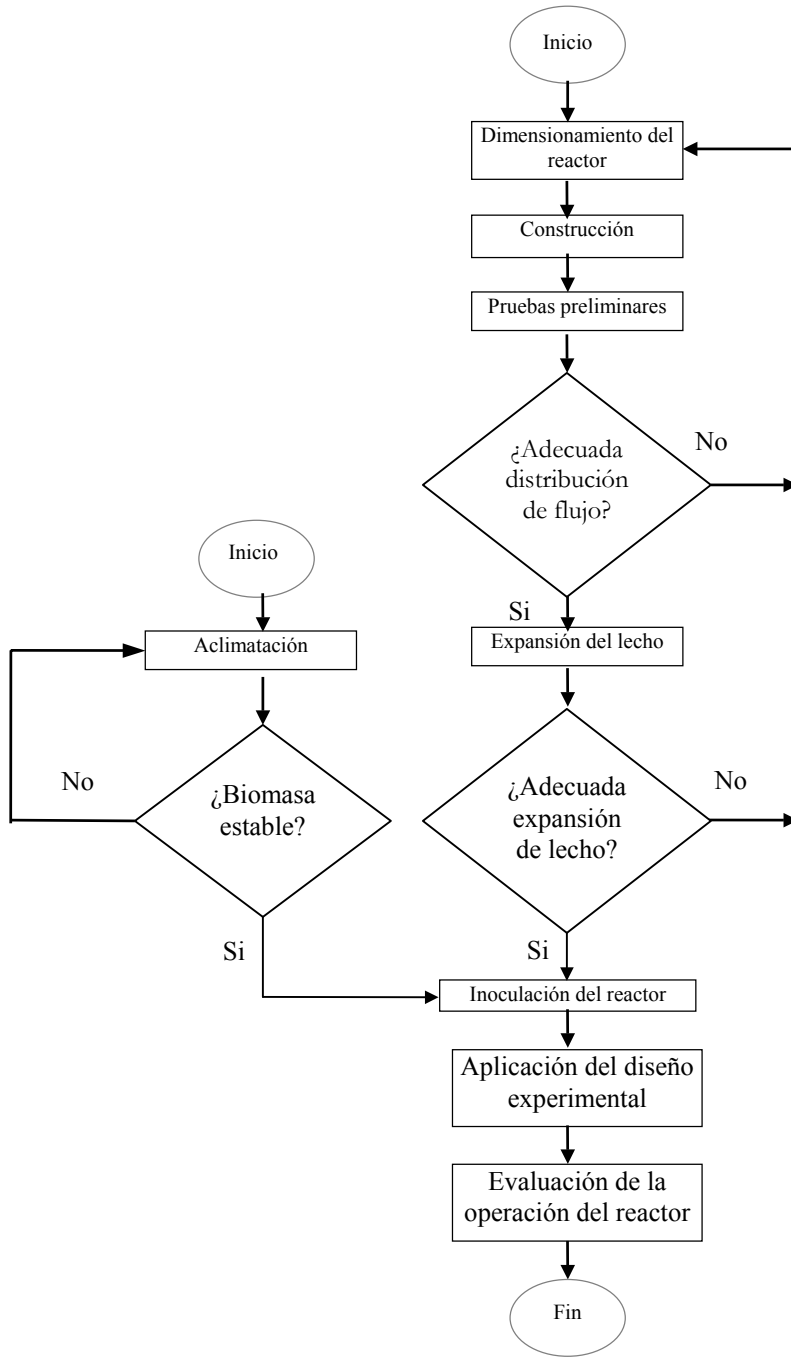 Inicio
Dimensionamiento del
reactor
Construcción
Pruebas preliminares
¿Adecuada
distribución
de flujo?
No
Si
Inicio
Aclimatación
Expansión del lecho
¿Biomasa
estable?
No
Si
¿Adecuada
expansión
de lecho?
No
Si
Inoculación del reactor
Aplicación del diseño
experimental
Evaluación de la
operación del reactor
Fin